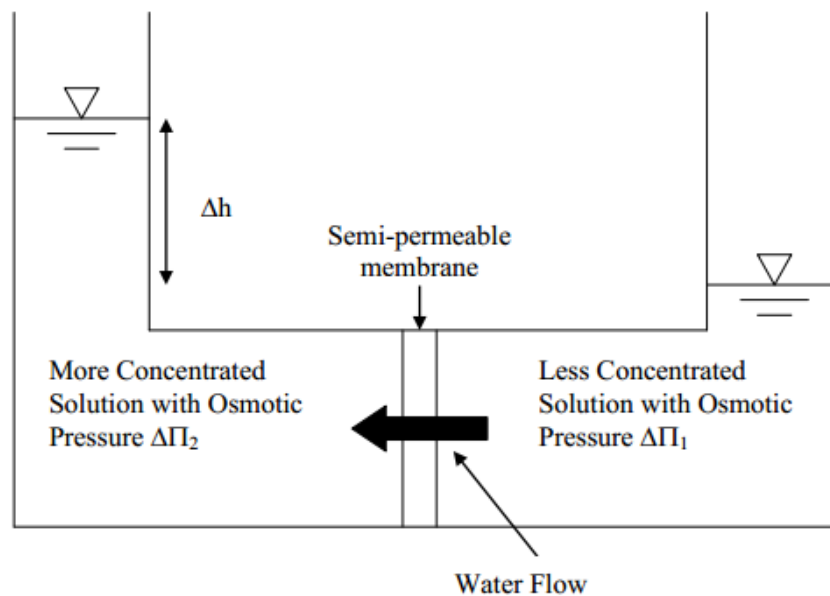 Δh
Semi-permeable
membrane
More Concentrated
Solution with Osmotic
Pressure ΔΠ₂
Less Concentrated
Solution with Osmotic
Pressure ΔΠ₁
Water Flow